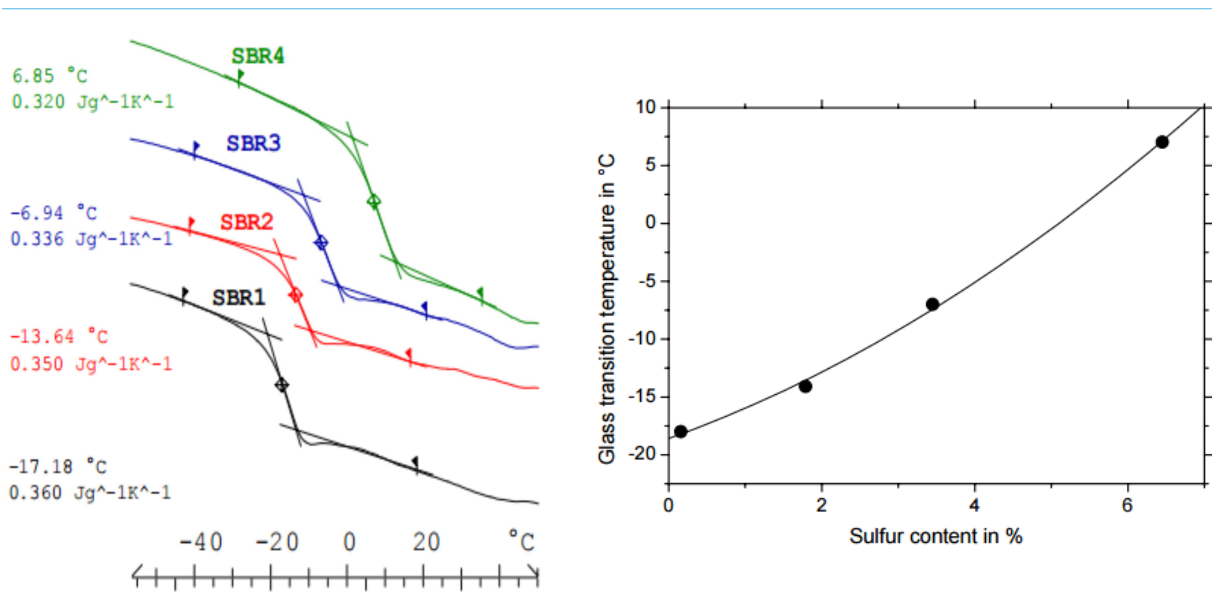 SBR4
6.85 °C
0.320 Jg^-1K^-1
SBR3
-6.94 °C
0.336 Jg^-1K^-1
SBR2
-13.64 °C
0.350 Jg^-1K^-1
SBR1
-17.18 °C
0.360 Jg^-1K^-1
-40 -20 0 20 °C
Glass transition temperature in °C
10
5
0
-5
-10
-15
-20
0 2 4 6
Sulfur content in %